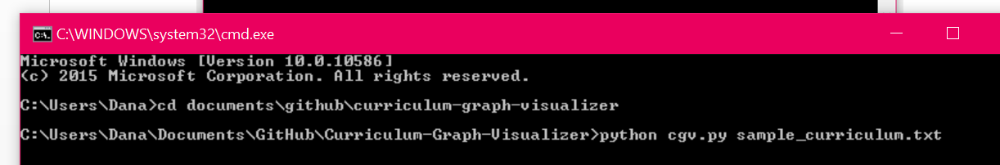 C:\WINDOWS\system32\cmd.exe
Microsoft Windows [Version 10.0.10586]
(c) 2015 Microsoft Corporation. All rights reserved.
C:\Users\Dana>cd documents\github\curriculum-graph-visualizer
C:\Users\Dana\Documents\GitHub\Curriculum-Graph-Visualizer>python cgv.py sample_curriculum.txt